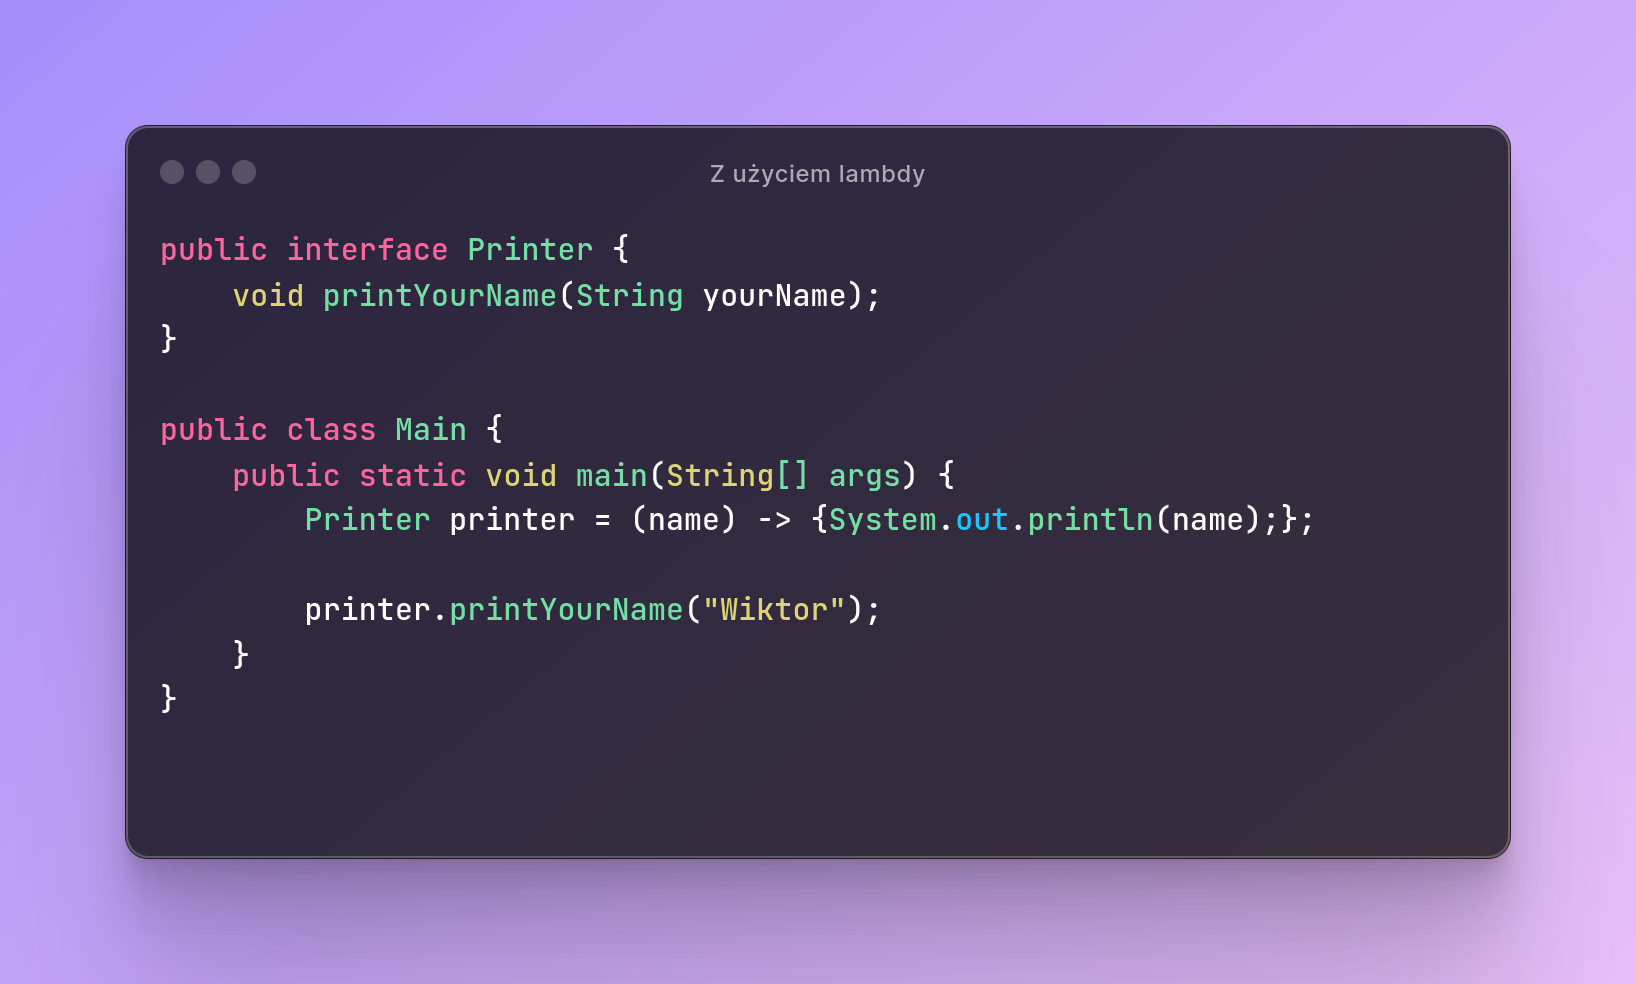 Z użyciem lambdy
public interface Printer {
    void printYourName(String yourName);
}
public class Main {
    public static void main(String[] args) {
        Printer printer = (name) -> {System.out.println(name);};
        printer.printYourName("Wiktor");
    }
}